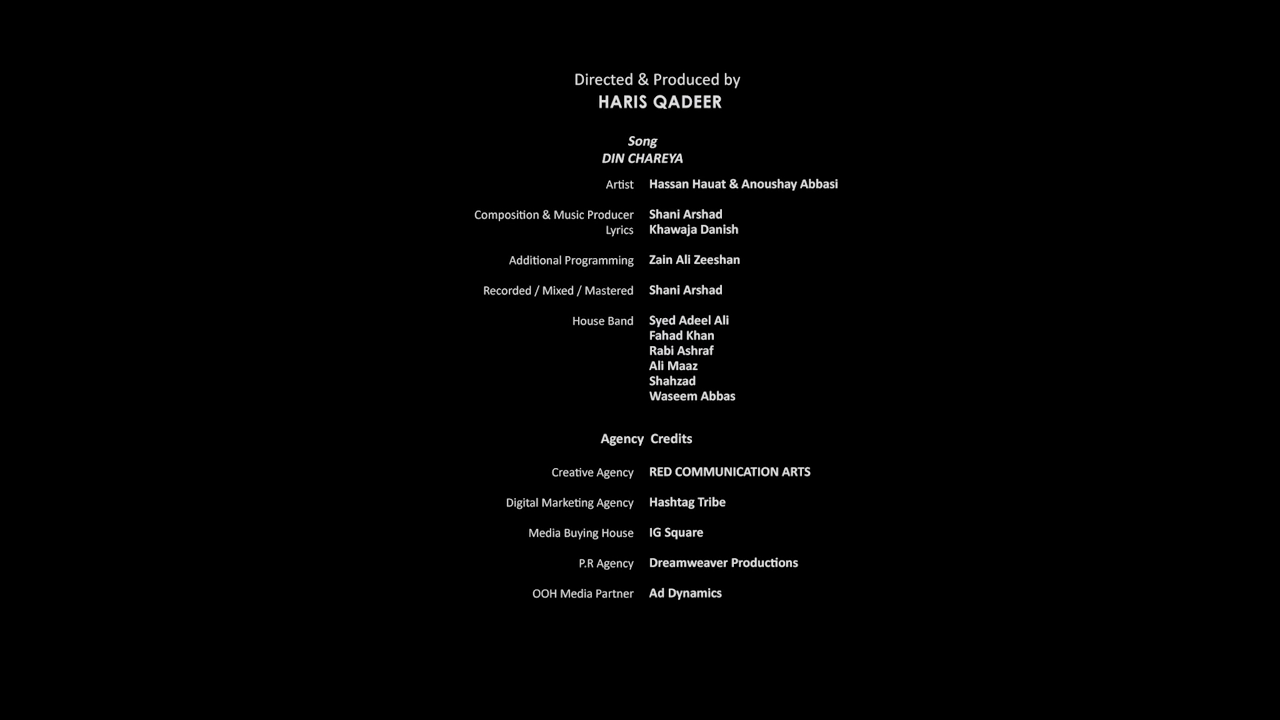 Directed & Produced by
HARIS QADEER
Song
DIN CHAREYA
Artist Hassan Hauat & Anoushay Abbasi
Composition & Music Producer Shani Arshad
Lyrics Khawaja Danish
Additional Programming Zain Ali Zeeshan
Recorded / Mixed / Mastered Shani Arshad
House Band Syed Adeel Ali
Fahad Khan
Rabi Ashraf
Ali Maaz
Shahzad
Waseem Abbas
Agency Credits
Creative Agency RED COMMUNICATION ARTS
Digital Marketing Agency Hashtag Tribe
Media Buying House IG Square
P.R Agency Dreamweaver Productions
OOH Media Partner Ad Dynamics